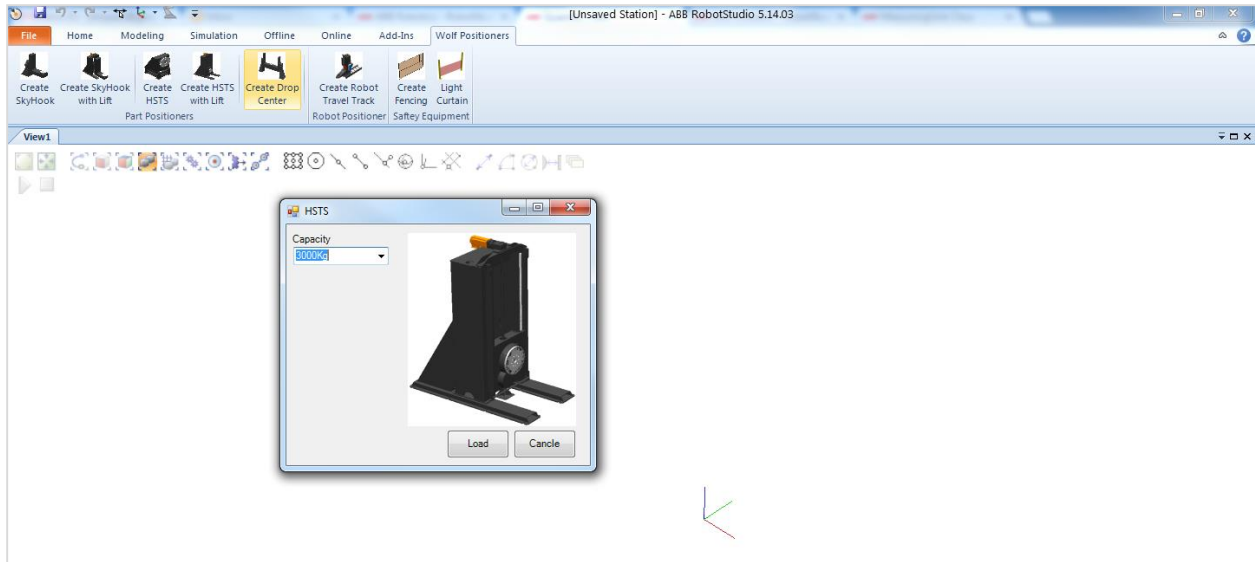 [Unsaved Station] - ABB RobotStudio 5.14.03
File Home Modeling Simulation Offline Online Add-Ins Wolf Positioners
Create SkyHook with Lift
Create SkyHook
Create HSTS
Create HSTS with Lift
Create Drop Center
Create Robot Travel Track
Create Fencing
Light Curtain
Part Positioners Robot Positioner Saftey Equipment
View1
HSTS
Capacity
3000Kg
Load Cancle